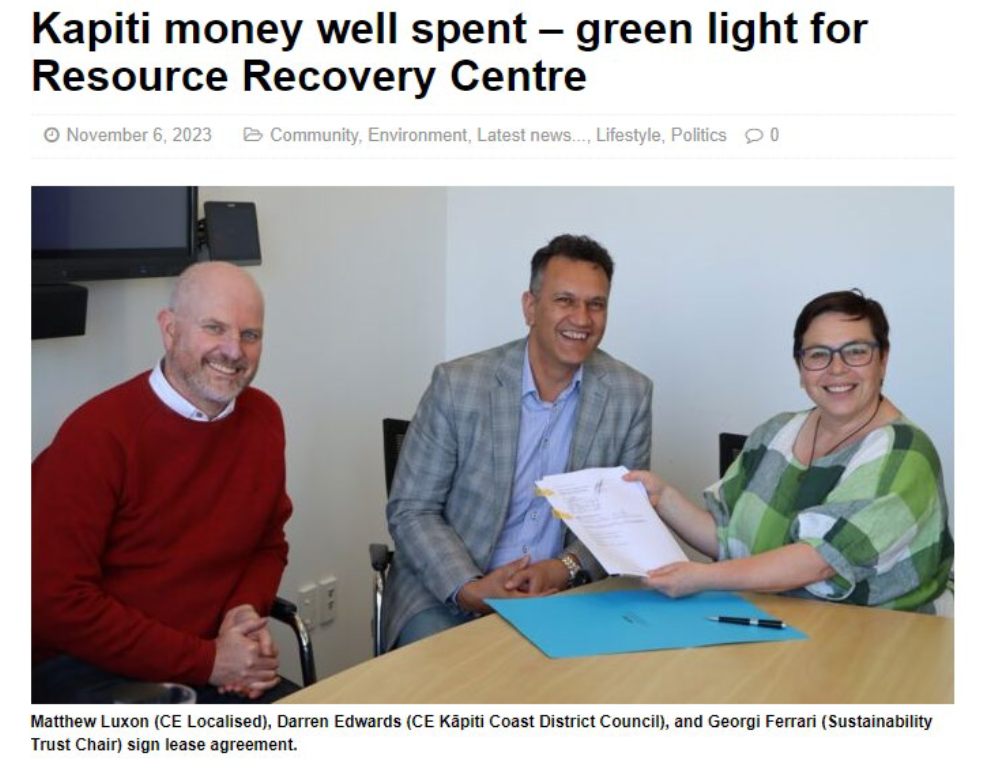 Kapiti money well spent – green light for
Resource Recovery Centre
November 6, 2023 Community, Environment, Latest news..., Lifestyle, Politics 0
Matthew Luxon (CE Localised), Darren Edwards (CE Kāpiti Coast District Council), and Georgi Ferrari (Sustainability
Trust Chair) sign lease agreement.